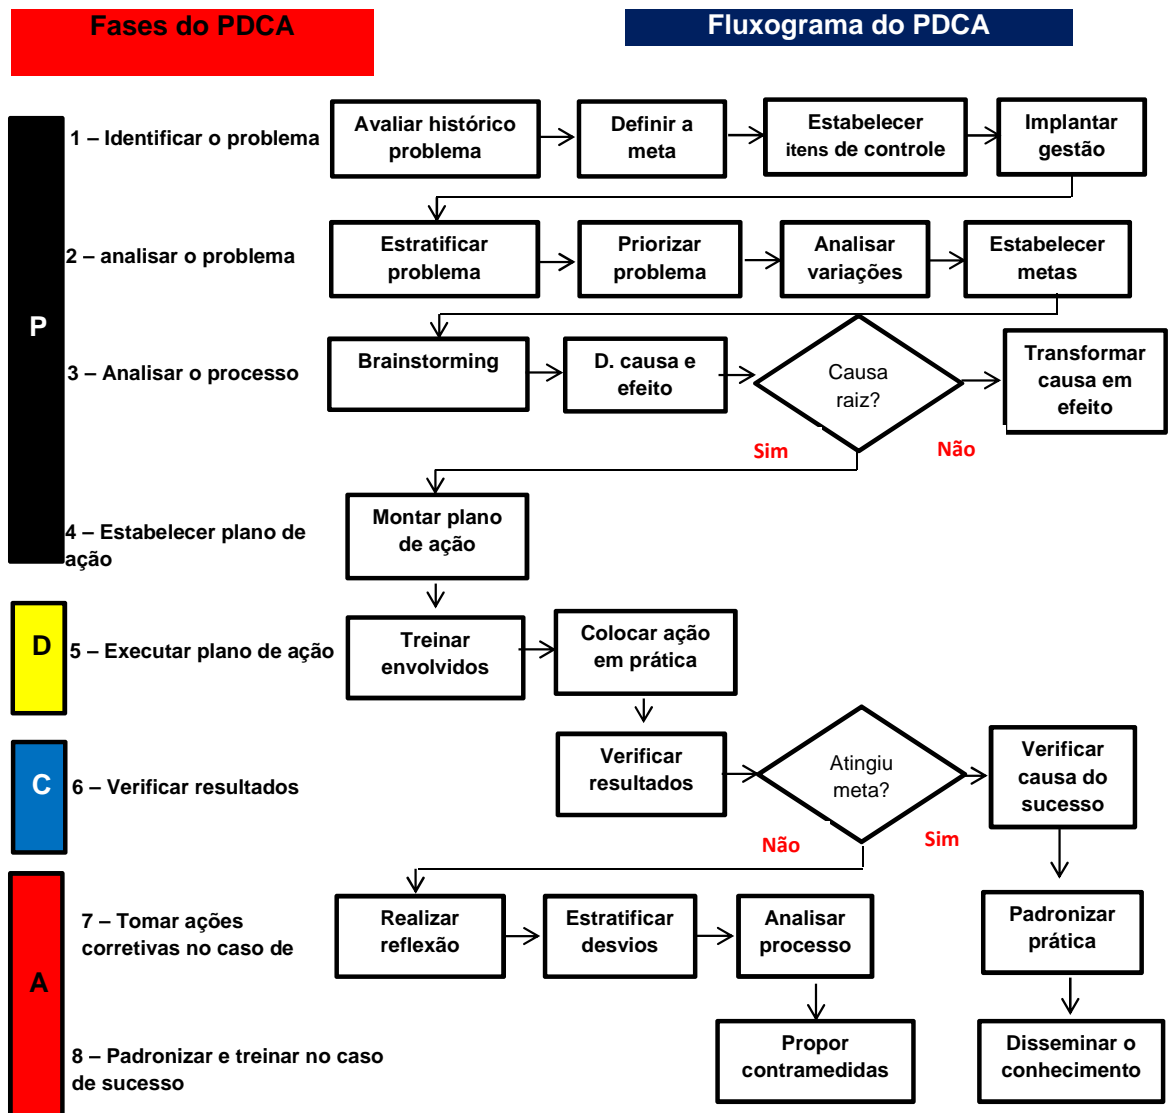 Fases do PDCA
Fluxograma do PDCA
P
1 – Identificar o problema
Avaliar histórico
problema
Definir a
meta
Estabelecer
itens de controle
Implantar
gestão
2 – analisar o problema
Estratificar
problema
Priorizar
problema
Analisar
variações
Estabelecer
metas
3 – Analisar o processo
Brainstorming
D. causa e
efeito
Causa
raiz?
Transformar
causa em
efeito
Sim
Não
4 – Estabelecer plano de
ação
Montar plano
de ação
D
5 – Executar plano de ação
Treinar
envolvidos
Colocar ação
em prática
C
6 – Verificar resultados
Verificar
resultados
Atingiu
meta?
Verificar
causa do
sucesso
Não
Sim
A
7 – Tomar ações
corretivas no caso de
Realizar
reflexão
Estratificar
desvios
Analisar
processo
Padronizar
prática
8 – Padronizar e treinar no caso
de sucesso
Propor
contramedidas
Disseminar o
conhecimento